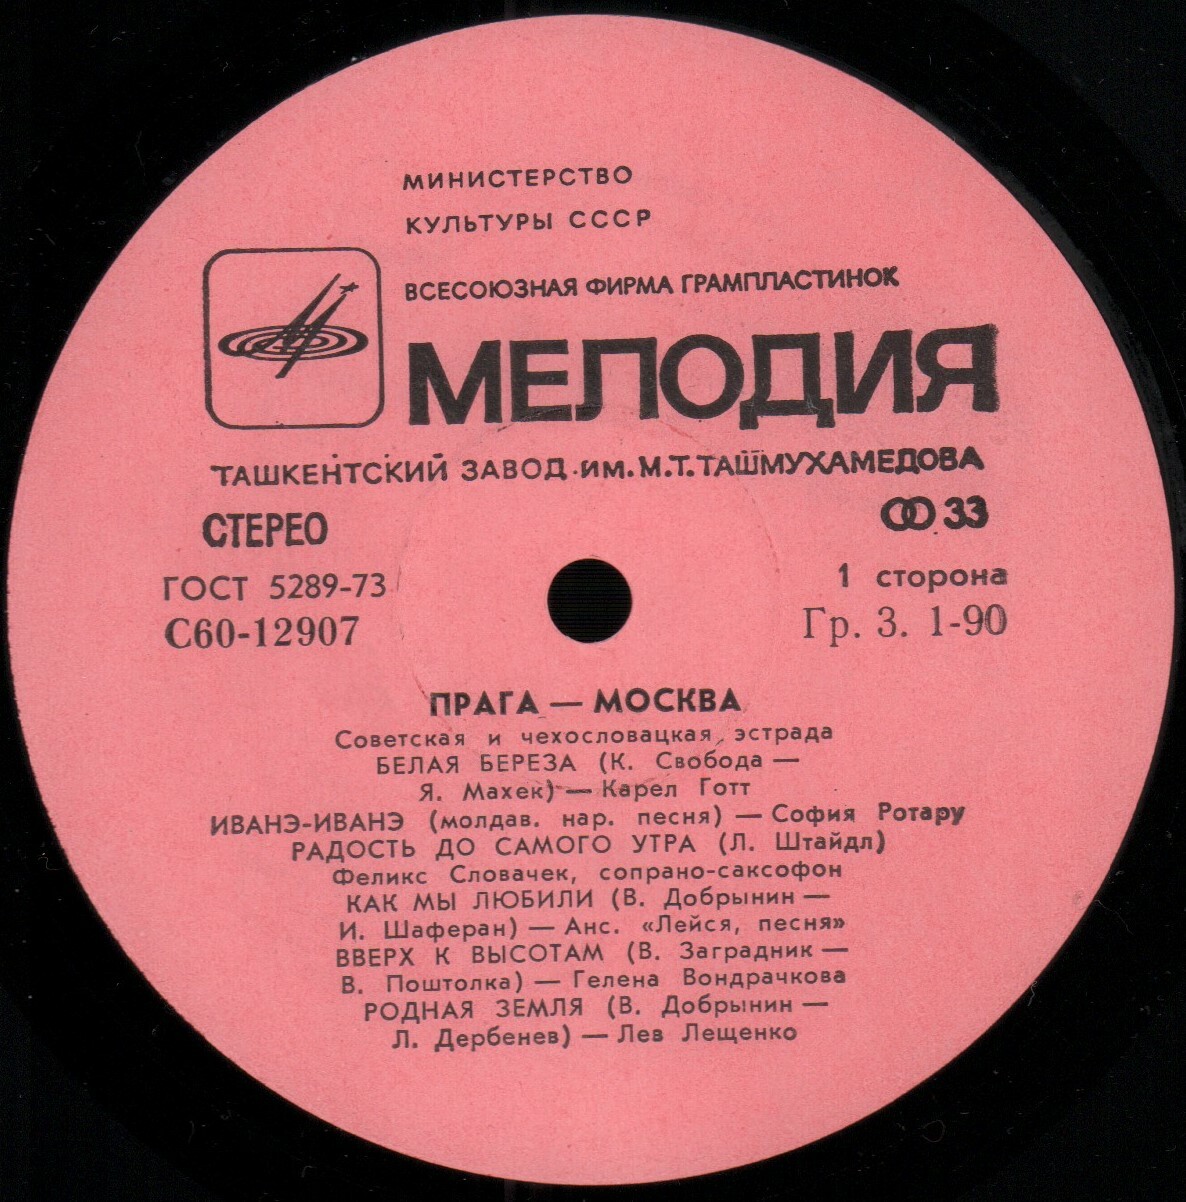 МИНИСТЕРСТВО
КУЛЬТУРЫ СССР
ВСЕСОЮЗНАЯ ФИРМА ГРАМПЛАСТИНОК
МЕЛОДИЯ
ТАШКЕНТСКИЙ ЗАВОД ИМ. М.Т. ТАШМУХАМЕДОВА
СТЕРЕО
33
ГОСТ 5289-73
1 сторона
С60-12907
Гр. 3. 1-90
ПРАГА — МОСКВА
Советская и чехословацкая эстрада
БЕЛАЯ БЕРЕЗА (К. Свобода —
Я. Махек) — Карел Готт
ИВАНЭ-ИВАНЭ (молдав. нар. песня) — София Ротару
РАДОСТЬ ДО САМОГО УТРА (Л. Штайдл)
Феликс Словачек, сопрано-саксофон
КАК МЫ ЛЮБИЛИ (В. Добрынин —
И. Шаферан) — Анс. «Лейся, песня»
ВВЕРХ К ВЫСОТАМ (В. Заградник —
В. Поштолка) — Гелена Вондрачкова
РОДНАЯ ЗЕМЛЯ (В. Добрынин —
Л. Дербенев) — Лев Лещенко